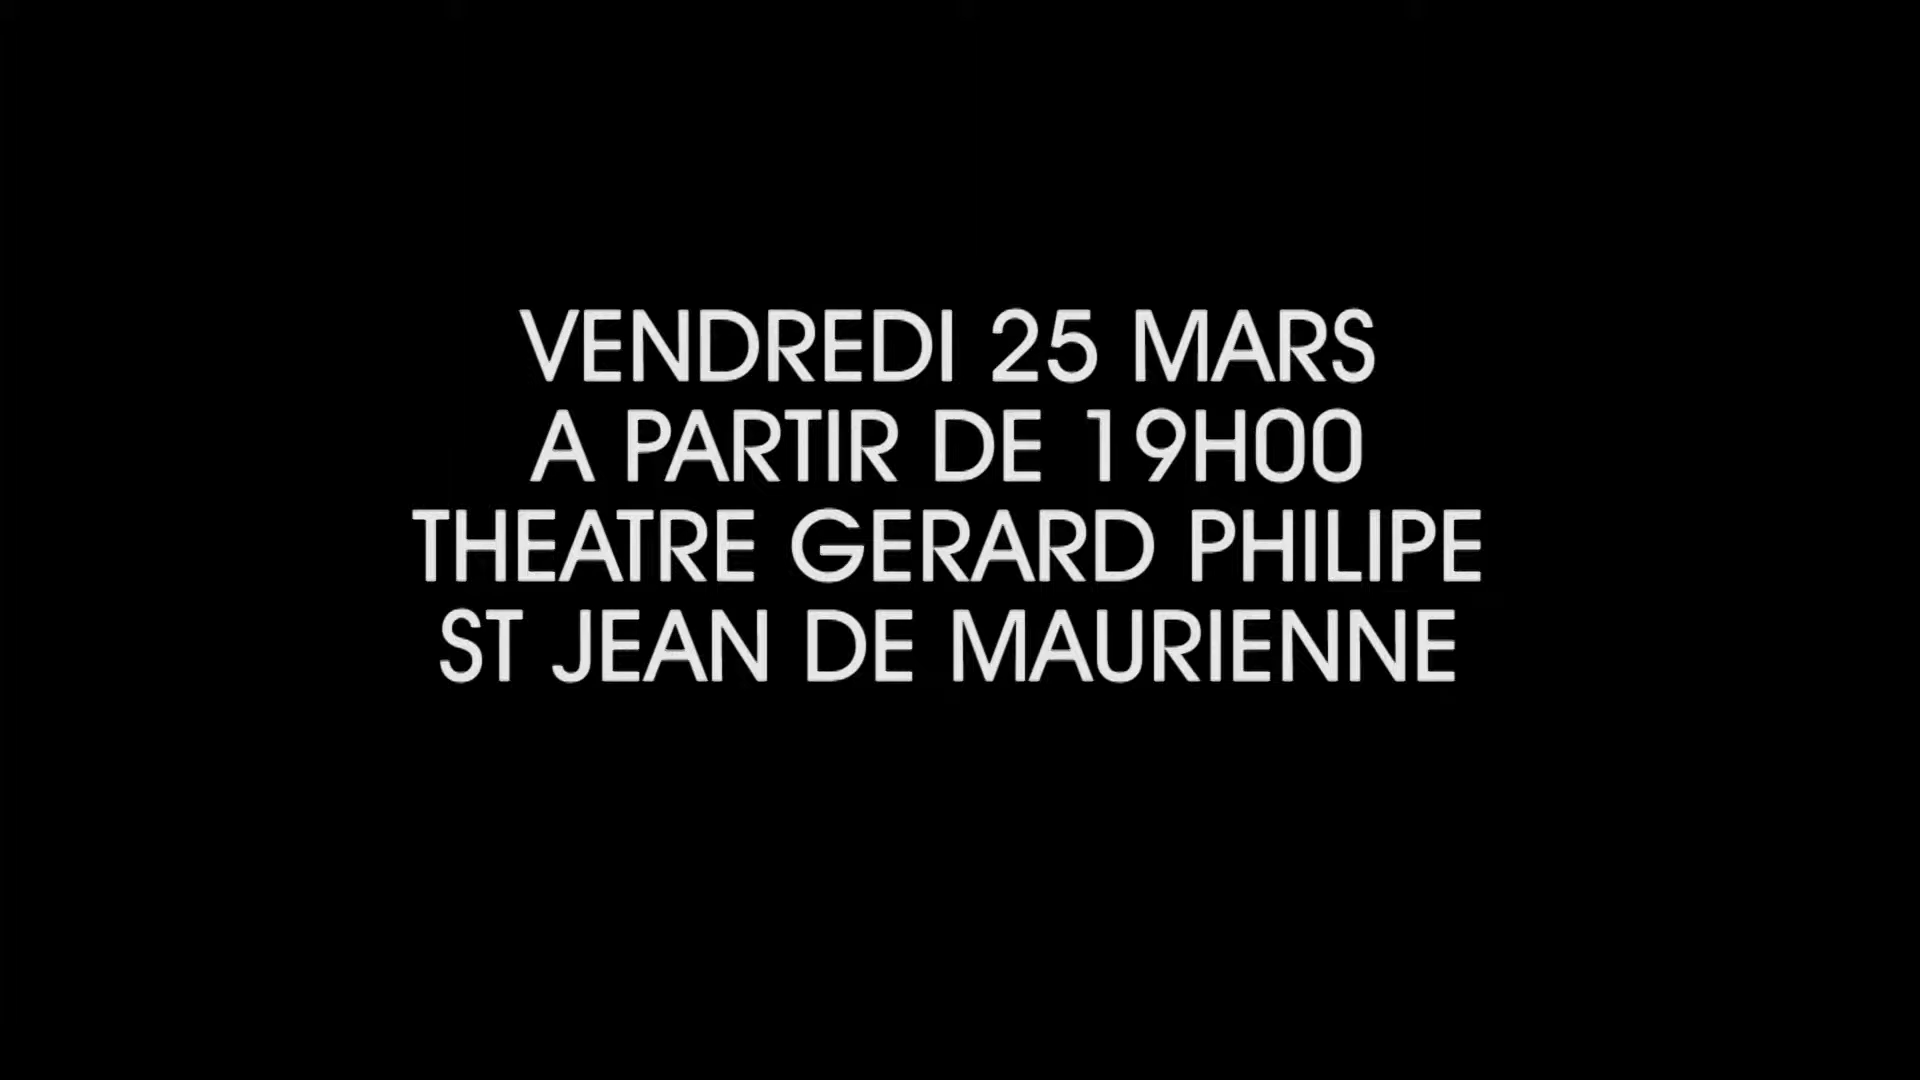 VENDREDI 25 MARS
A PARTIR DE 19H00
THEATRE GERARD PHILIPE
ST JEAN DE MAURIENNE